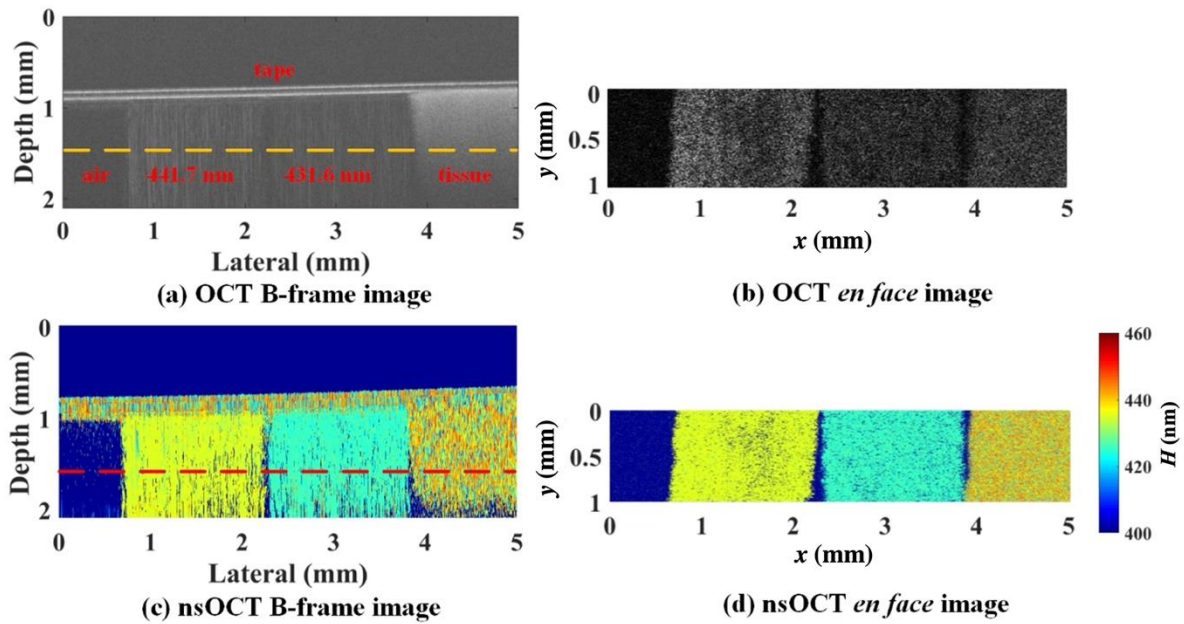 0
1
2
Depth (mm)
tape
air
441.7 nm
431.6 nm
tissue
0 1 2 3 4 5
Lateral (mm)
(a) OCT B-frame image
0
0.5
1
y (mm)
0 1 2 3 4 5
x (mm)
(b) OCT en face image
0
1
2
Depth (mm)
0 1 2 3 4 5
Lateral (mm)
(c) nsOCT B-frame image
0
0.5
1
y (mm)
0 1 2 3 4 5
x (mm)
(d) nsOCT en face image
460
440
420
400
H (nm)